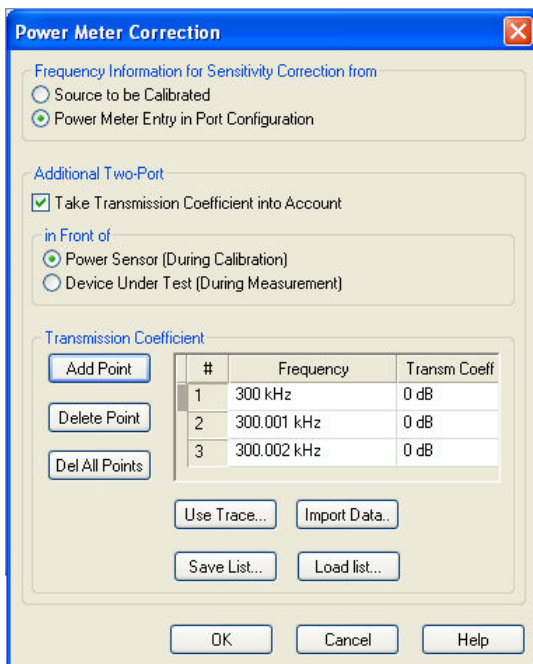 Power Meter Correction
Frequency Information for Sensitivity Correction from
Source to be Calibrated
Power Meter Entry in Port Configuration
Additional Two-Port
Take Transmission Coefficient into Account
in Front of
Power Sensor (During Calibration)
Device Under Test (During Measurement)
Transmission Coefficient
Add Point
Delete Point
Del All Points
# Frequency Transm Coeff
1 300 kHz 0 dB
2 300.001 kHz 0 dB
3 300.002 kHz 0 dB
Use Trace... Import Data..
Save List... Load list...
OK Cancel Help